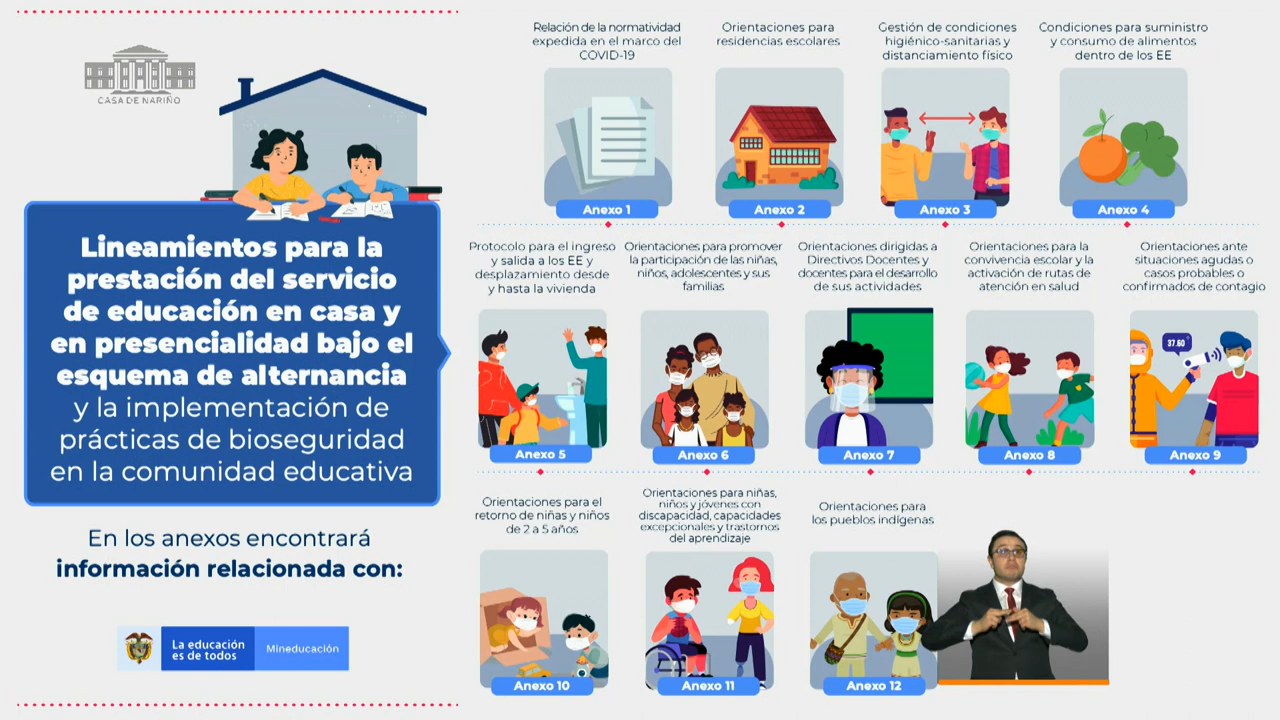 CASA DE NARIÑO
Lineamientos para la
prestación del servicio
de educación en casa y
en presencialidad bajo el
esquema de alternancia
y la implementación de
prácticas de bioseguridad
en la comunidad educativa
En los anexos encontrará
información relacionada con:
La educación
es de todos
Mineducación
Relación de la normatividad
expedida en el marco del
COVID-19
Anexo 1
Orientaciones para
residencias escolares
Anexo 2
Gestión de condiciones
higiénico-sanitarias y
distanciamiento físico
Anexo 3
Condiciones para suministro
y consumo de alimentos
dentro de los EE
Anexo 4
Protocolo para el ingreso
y salida a los EE y
desplazamiento desde
y hasta la vivienda
Anexo 5
Orientaciones para promover
la participación de las niñas,
niños, adolescentes y sus
familias
Anexo 6
Orientaciones dirigidas a
Directivos Docentes y
docentes para el desarrollo
de sus actividades
Anexo 7
Orientaciones para la
convivencia escolar y la
activación de rutas de
atención en salud
Anexo 8
Orientaciones ante
situaciones agudas o
casos probables o
confirmados de contagio
37.60°
Anexo 9
Orientaciones para el
retorno de niñas y niños
de 2 a 5 años
Anexo 10
Orientaciones para niñas,
niños y jóvenes con
discapacidad, capacidades
excepcionales y trastornos
del aprendizaje
Anexo 11
Orientaciones para
los pueblos indígenas
Anexo 12